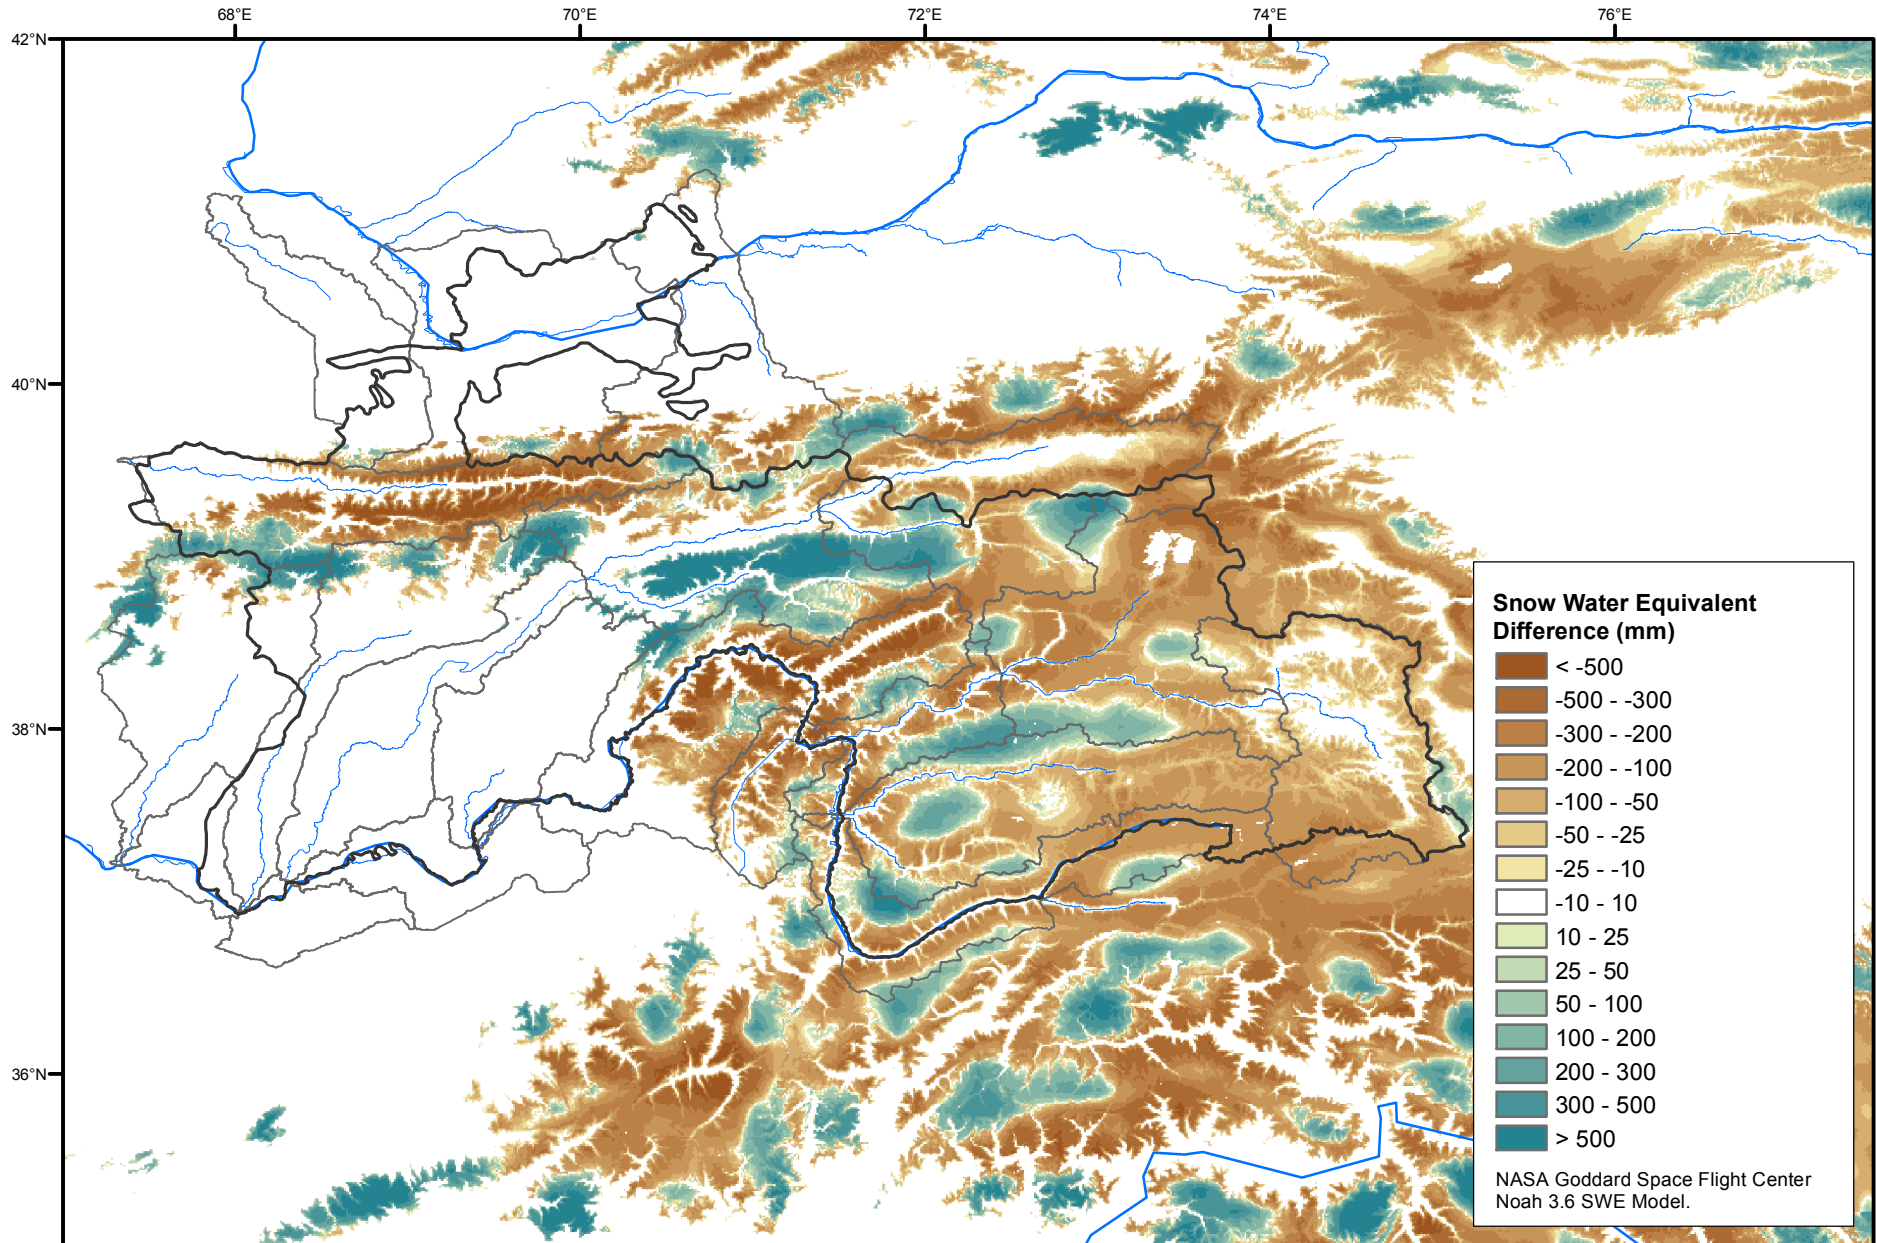 68°E 70°E 72°E 74°E 76°E
42°N
40°N
38°N
36°N
Snow Water Equivalent
Difference (mm)
< -500
-500 - -300
-300 - -200
-200 - -100
-100 - -50
-50 - -25
-25 - -10
-10 - 10
10 - 25
25 - 50
50 - 100
100 - 200
200 - 300
300 - 500
> 500
NASA Goddard Space Flight Center
Noah 3.6 SWE Model.